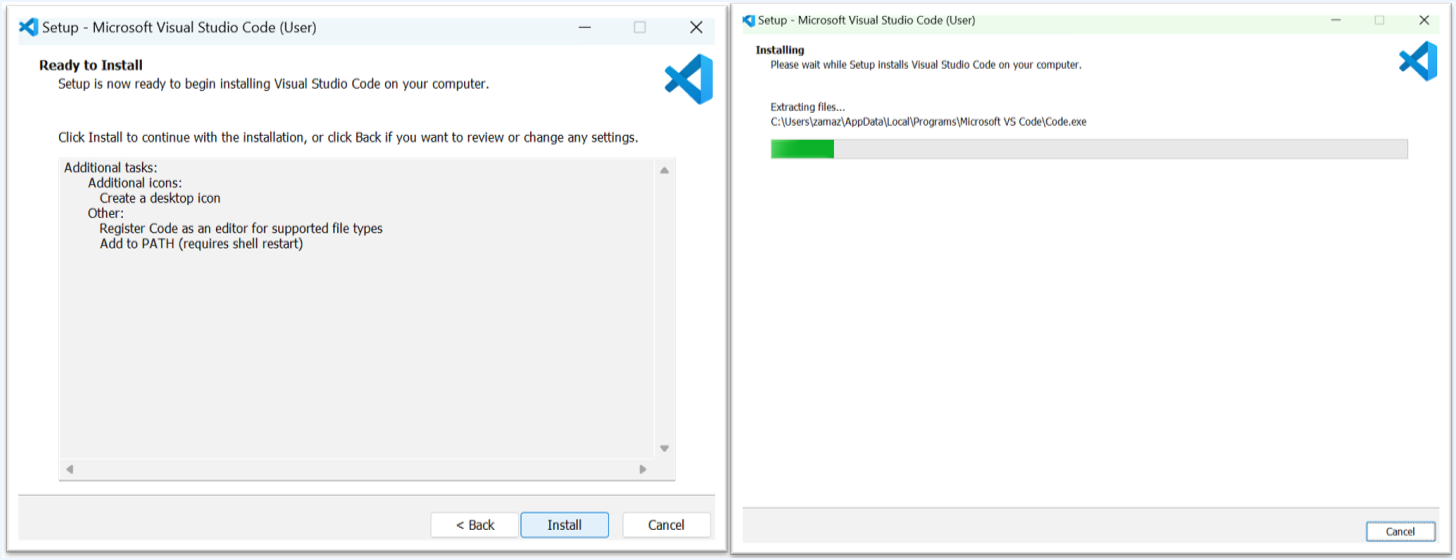 Setup - Microsoft Visual Studio Code (User)
Ready to Install
Setup is now ready to begin installing Visual Studio Code on your computer.
Click Install to continue with the installation, or click Back if you want to review or change any settings.
Additional tasks:
Additional icons:
Create a desktop icon
Other:
Register Code as an editor for supported file types
Add to PATH (requires shell restart)
< Back
Install
Cancel
Setup - Microsoft Visual Studio Code (User)
Installing
Please wait while Setup installs Visual Studio Code on your computer.
Extracting files...
C:\Users\zamaz\AppData\Local\Programs\Microsoft VS Code\Code.exe
Cancel